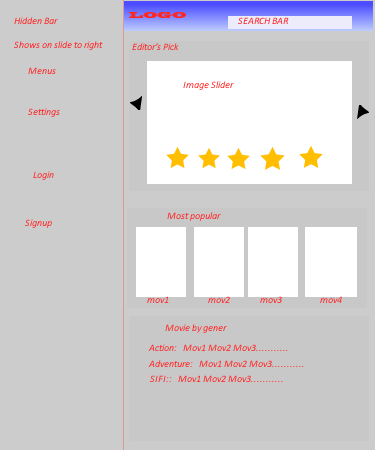 Hidden Bar
Shows on slide to right
Menus
Settings
Login
Signup
LOGO
SEARCH BAR
Editor's Pick
Image Slider
Most popular
mov1 mov2 mov3 mov4
Movie by gener
Action: Mov1 Mov2 Mov3...........
Adventure: Mov1 Mov2 Mov3...........
SIFI:: Mov1 Mov2 Mov3...........